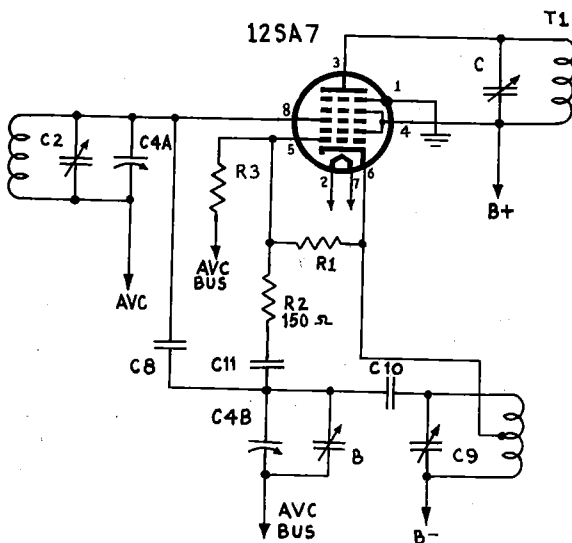 12SA7
T1
3
1
C
8
4
C2
C4A
5
R3
2
7
6
B+
R1
AVC
BUS
AVC
R2
150 Ω
C8
C11
C10
C4B
B
C9
AVC
BUS
B-